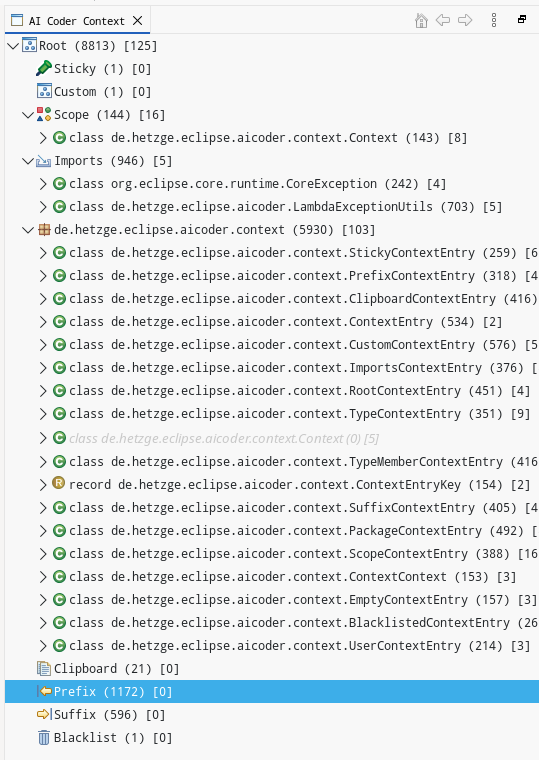 AI Coder Context
Root (8813) [125]
Sticky (1) [0]
Custom (1) [0]
Scope (144) [16]
class de.hetzge.eclipse.aicoder.context.Context (143) [8]
Imports (946) [5]
class org.eclipse.core.runtime.CoreException (242) [4]
class de.hetzge.eclipse.aicoder.LambdaExceptionUtils (703) [5]
de.hetzge.eclipse.aicoder.context (5930) [103]
class de.hetzge.eclipse.aicoder.context.StickyContextEntry (259) [6
class de.hetzge.eclipse.aicoder.context.PrefixContextEntry (318) [4
class de.hetzge.eclipse.aicoder.context.ClipboardContextEntry (416)
class de.hetzge.eclipse.aicoder.context.ContextEntry (534) [2]
class de.hetzge.eclipse.aicoder.context.CustomContextEntry (576) [5
class de.hetzge.eclipse.aicoder.context.ImportsContextEntry (376) [
class de.hetzge.eclipse.aicoder.context.RootContextEntry (451) [4]
class de.hetzge.eclipse.aicoder.context.TypeContextEntry (351) [9]
class de.hetzge.eclipse.aicoder.context.Context (0) [5]
class de.hetzge.eclipse.aicoder.context.TypeMemberContextEntry (416
record de.hetzge.eclipse.aicoder.context.ContextEntryKey (154) [2]
class de.hetzge.eclipse.aicoder.context.SuffixContextEntry (405) [4
class de.hetzge.eclipse.aicoder.context.PackageContextEntry (492) [
class de.hetzge.eclipse.aicoder.context.ScopeContextEntry (388) [16
class de.hetzge.eclipse.aicoder.context.ContextContext (153) [3]
class de.hetzge.eclipse.aicoder.context.EmptyContextEntry (157) [3]
class de.hetzge.eclipse.aicoder.context.BlacklistedContextEntry (26
class de.hetzge.eclipse.aicoder.context.UserContextEntry (214) [3]
Clipboard (21) [0]
Prefix (1172) [0]
Suffix (596) [0]
Blacklist (1) [0]